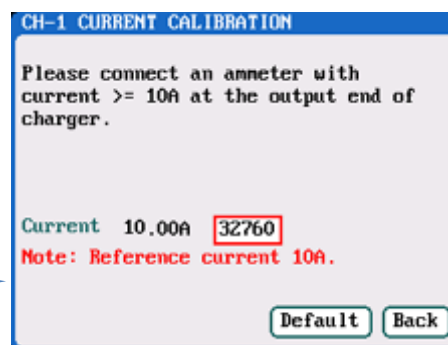 CH-1 CURRENT CALIBRATION
Please connect an ammeter with
current >= 10A at the output end of
charger.
Current 10.00A 32760
Note: Reference current 10A.
Default Back